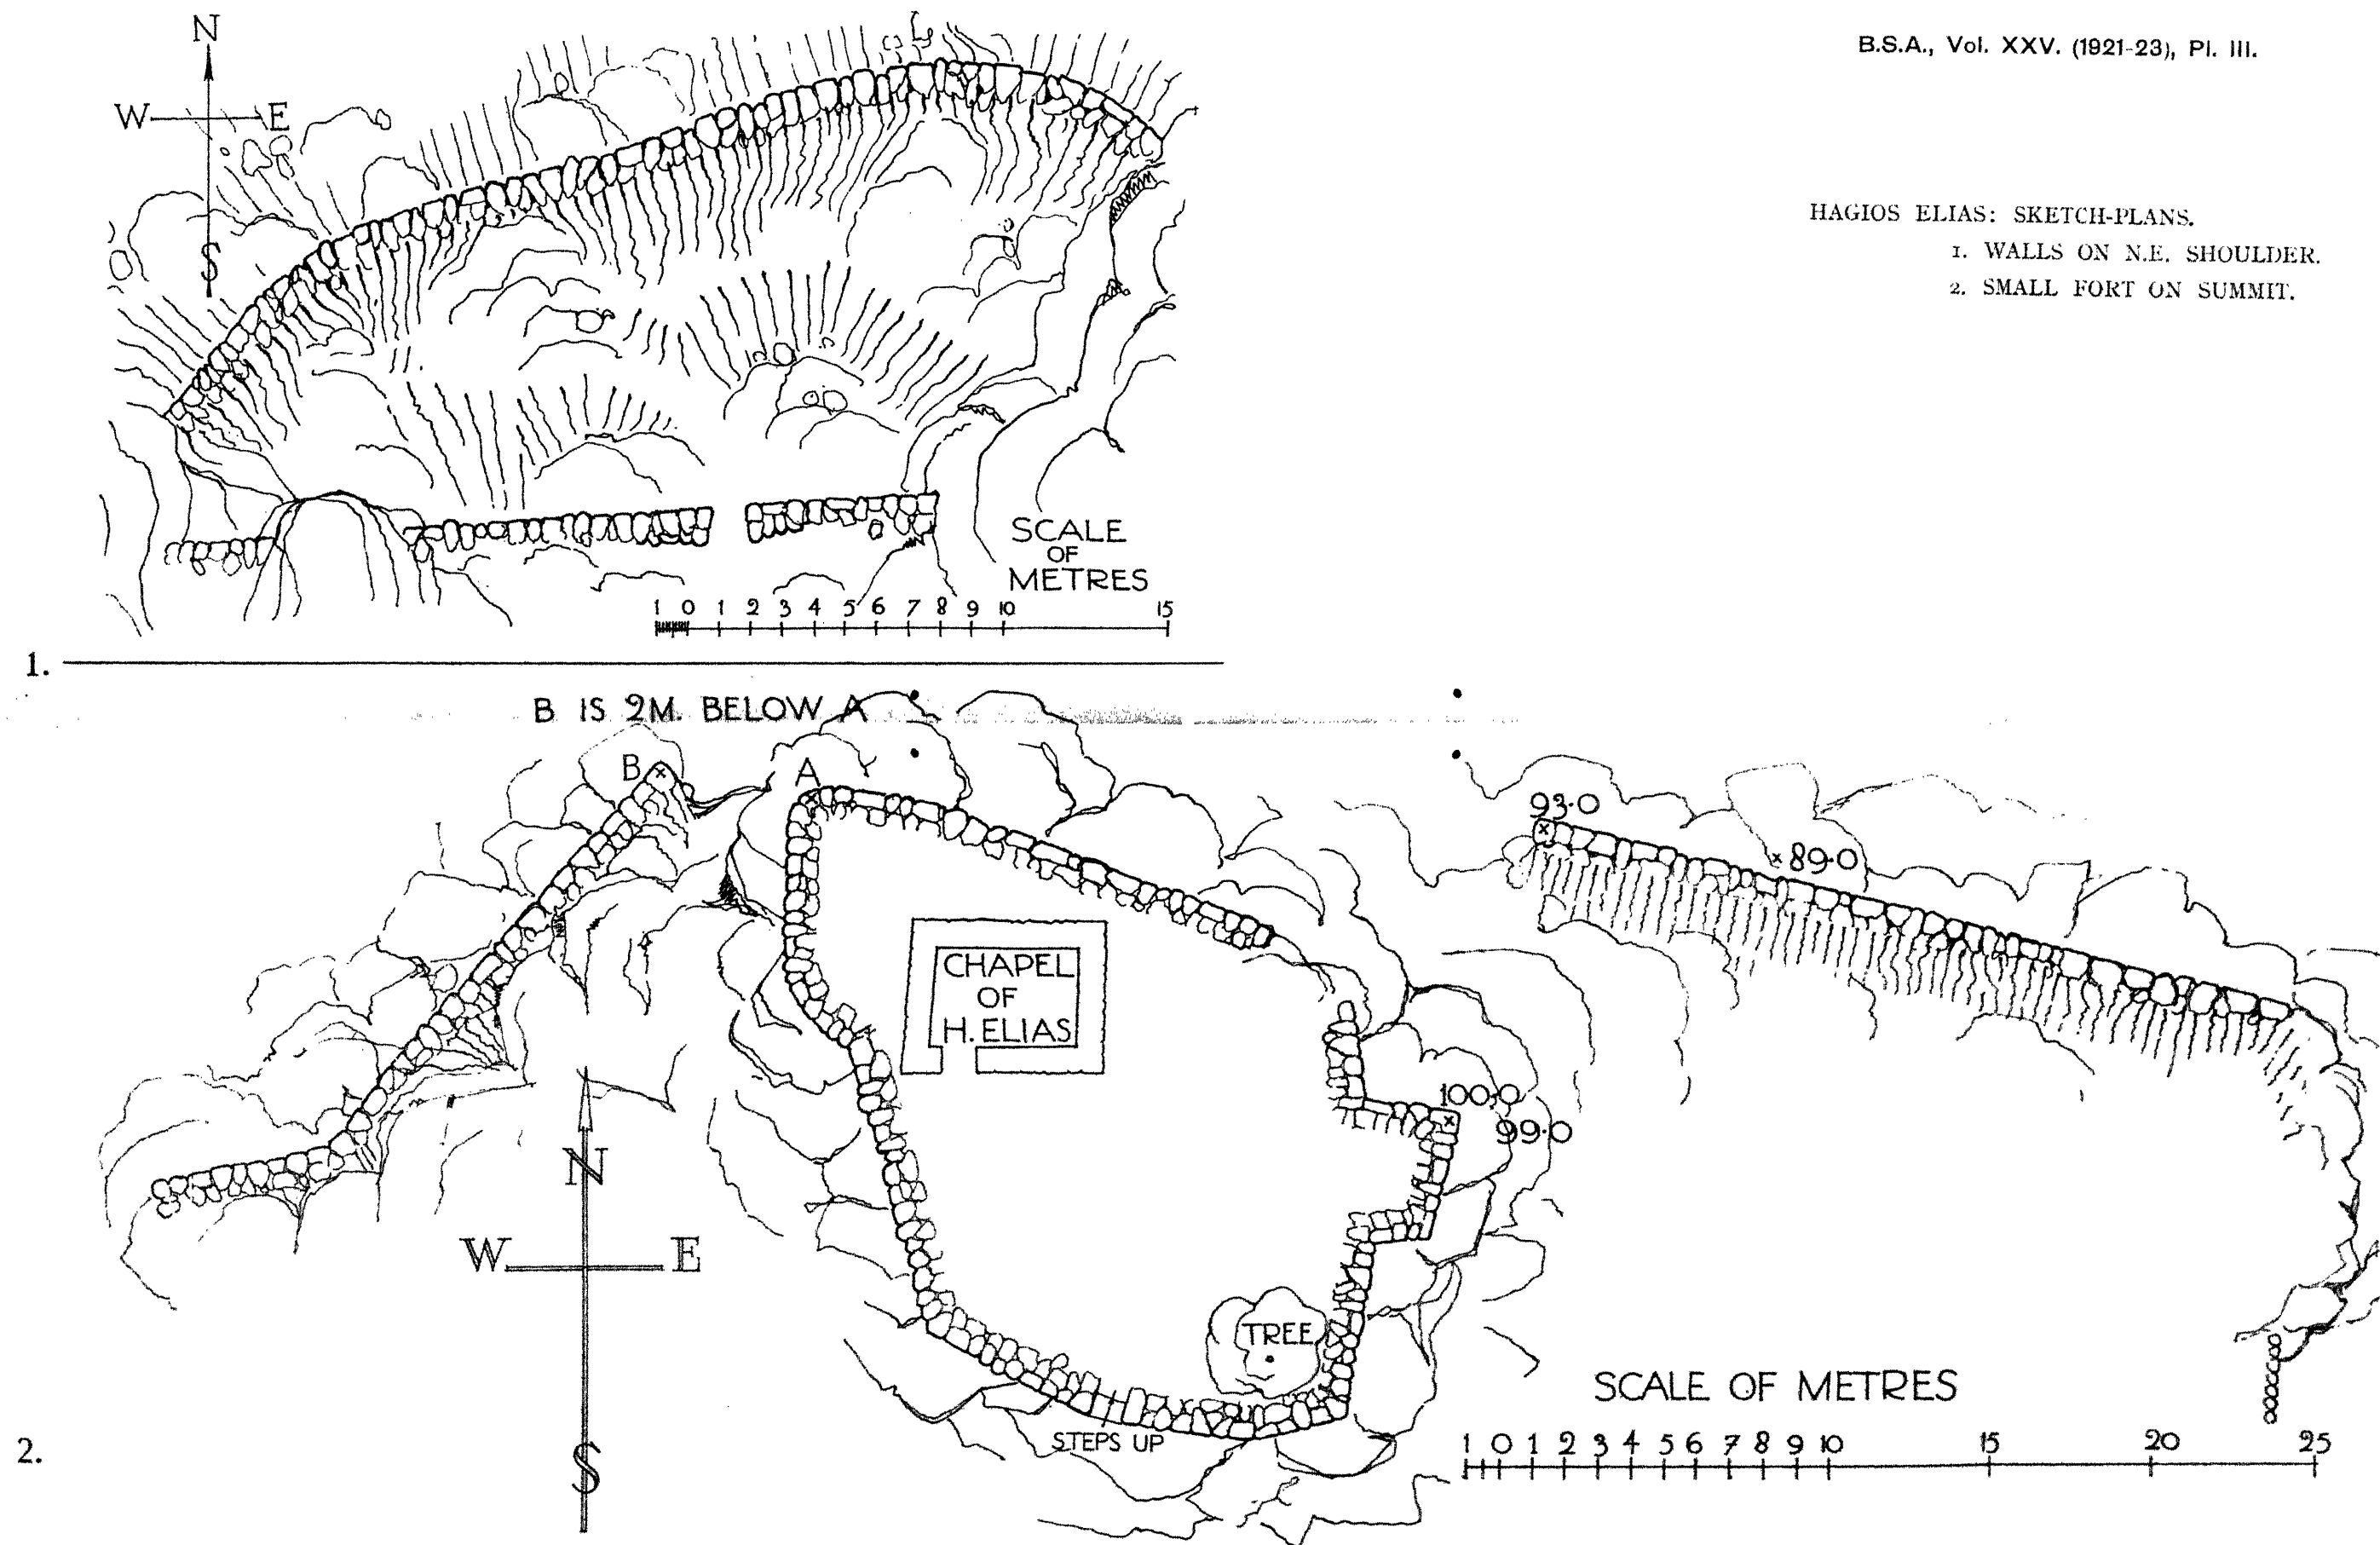 B.S.A., Vol. XXV. (1921-23), Pl. III.
HAGIOS ELIAS: SKETCH-PLANS.
1. WALLS ON N.E. SHOULDER.
2. SMALL FORT ON SUMMIT.
N
W E
S
SCALE
OF
METRES
1 0 1 2 3 4 5 6 7 8 9 10 15
1.
B IS 2M. BELOW A
B
A
93·0
89·0
CHAPEL
OF
H. ELIAS
100·0
99·0
N
W E
S
TREE
STEPS UP
SCALE OF METRES
1 0 1 2 3 4 5 6 7 8 9 10 15 20 25
2.